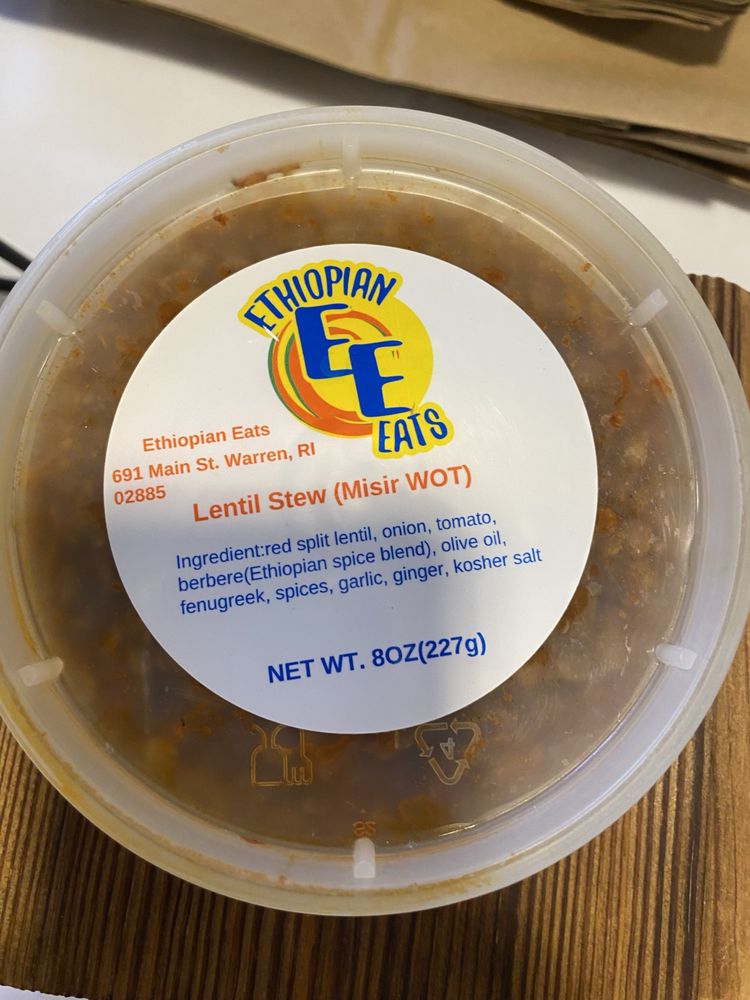 ETHIOPIAN
EE
EATS
Ethiopian Eats
691 Main St. Warren, RI
02885
Lentil Stew (Misir WOT)
Ingredient:red split lentil, onion, tomato,
berbere(Ethiopian spice blend), olive oil,
fenugreek, spices, garlic, ginger, kosher salt
NET WT. 8OZ(227g)